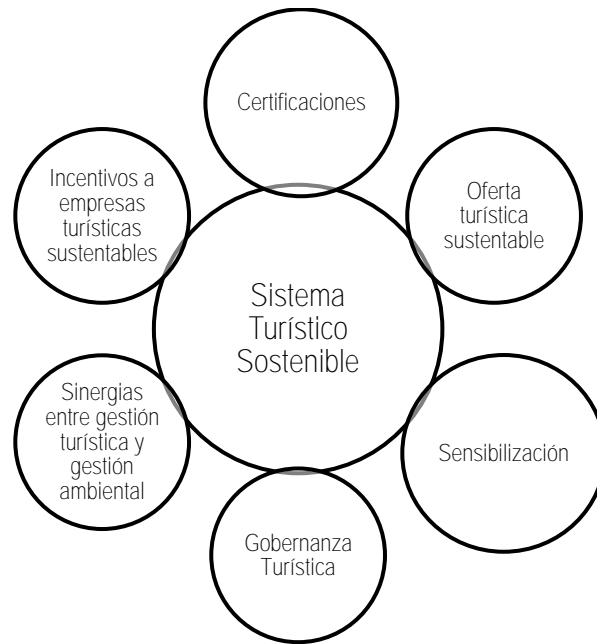 Certificaciones
Incentivos a
empresas
turísticas
sustentables
Oferta
turística
sustentable
Sistema
Turístico
Sostenible
Sinergias
entre gestión
turística y
gestión
ambiental
Sensibilización
Gobernanza
Turística